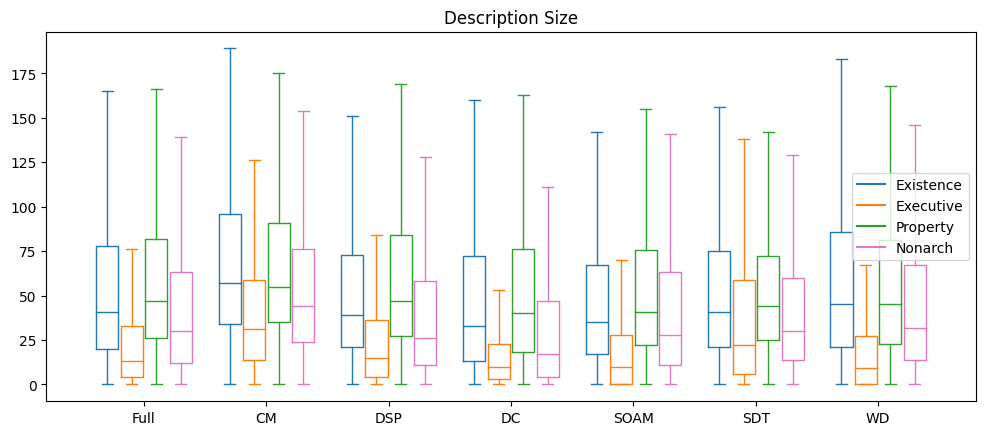 Description Size
175
150
125
100
75
50
25
0
Existence
Executive
Property
Nonarch
Full CM DSP DC SOAM SDT WD